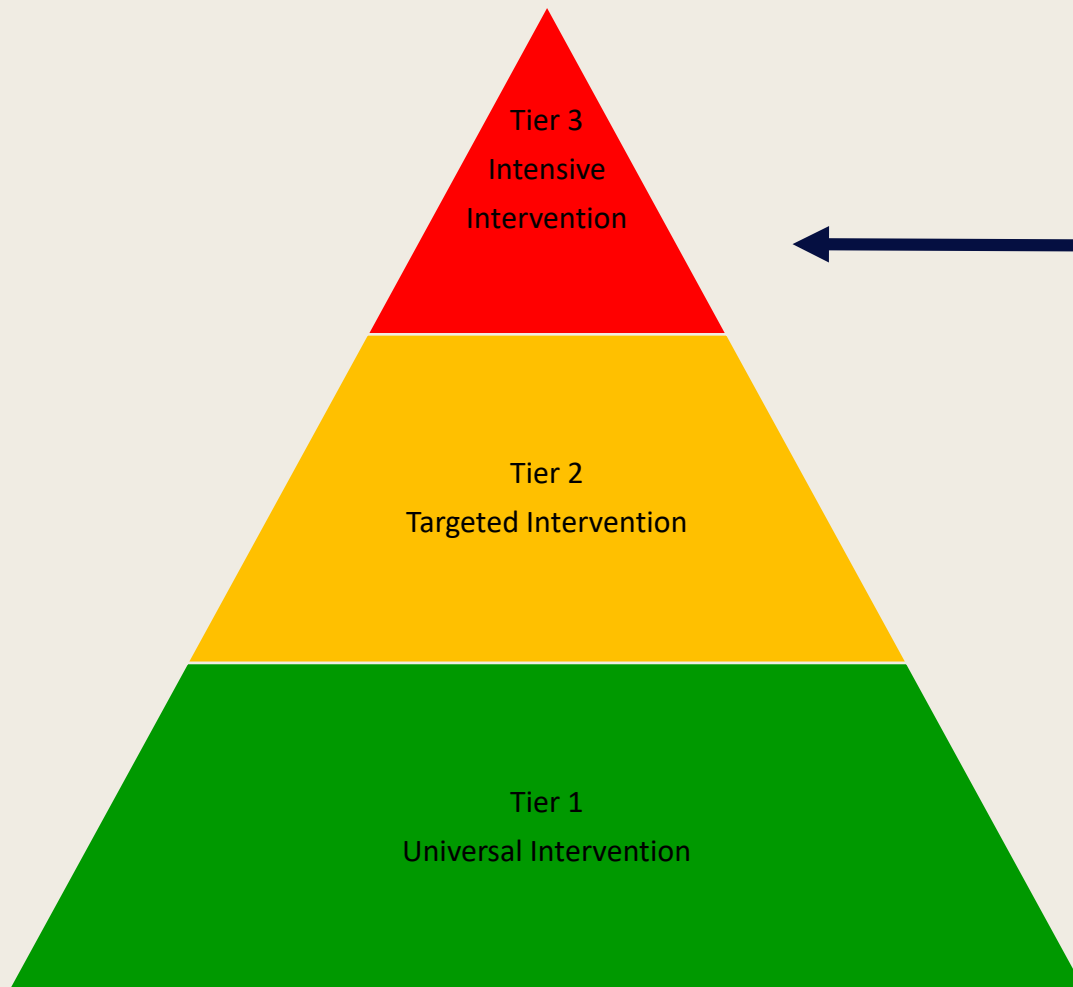 Tier 3
Intensive
Intervention
Tier 2
Targeted Intervention
Tier 1
Universal Intervention